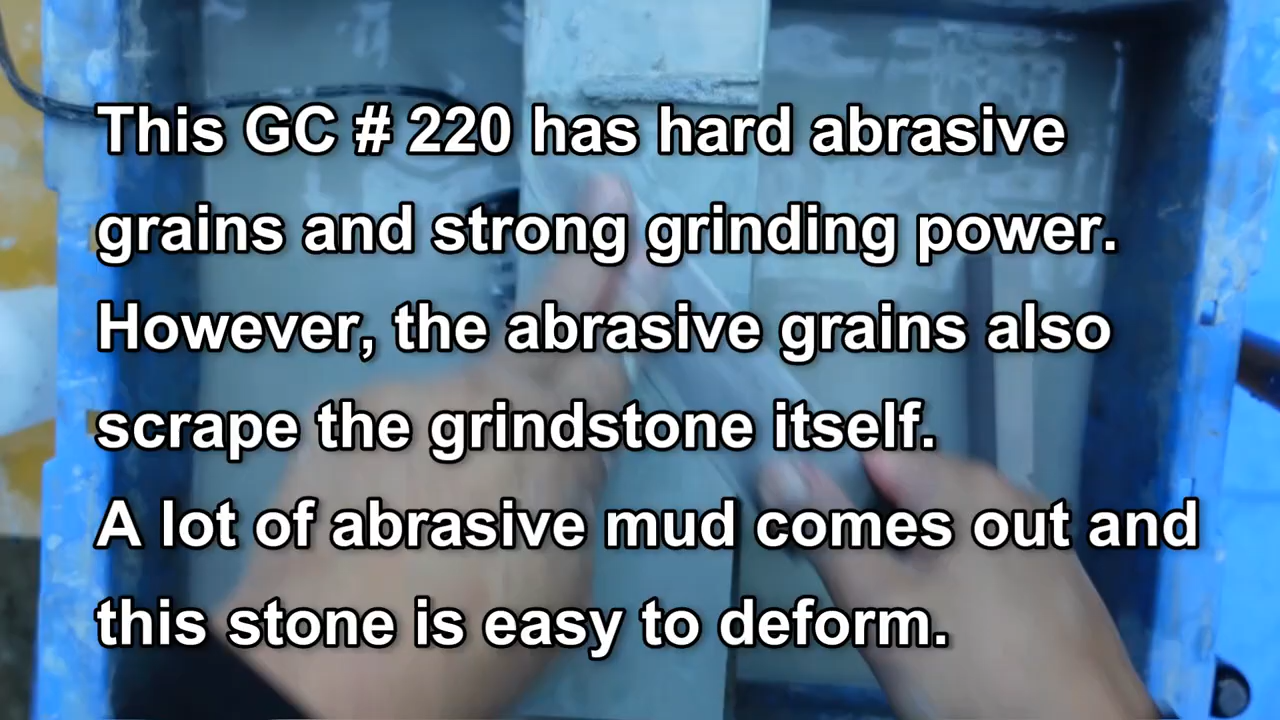 This GC # 220 has hard abrasive
grains and strong grinding power.
However, the abrasive grains also
scrape the grindstone itself.
A lot of abrasive mud comes out and
this stone is easy to deform.